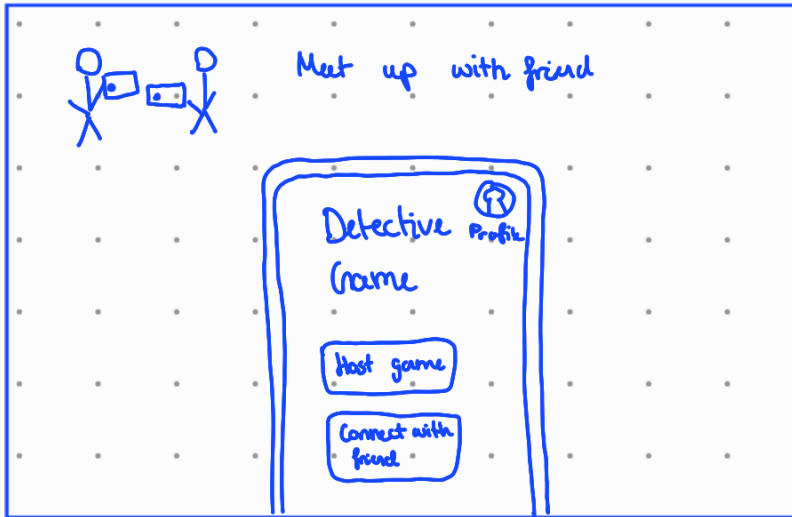 Meet up with friend
Detective
Game
Profile
Host game
Connect with
friend